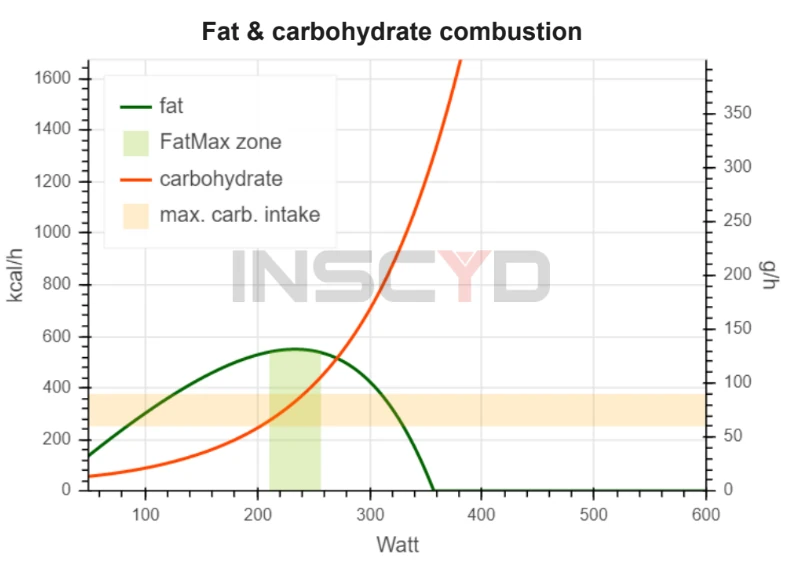 Fat & carbohydrate combustion
fat
FatMax zone
carbohydrate
max. carb. intake
INSCYD
kcal/h
1600
1400
1200
1000
800
600
400
200
0
g/h
350
300
250
200
150
100
50
0
100 200 300 400 500 600
Watt